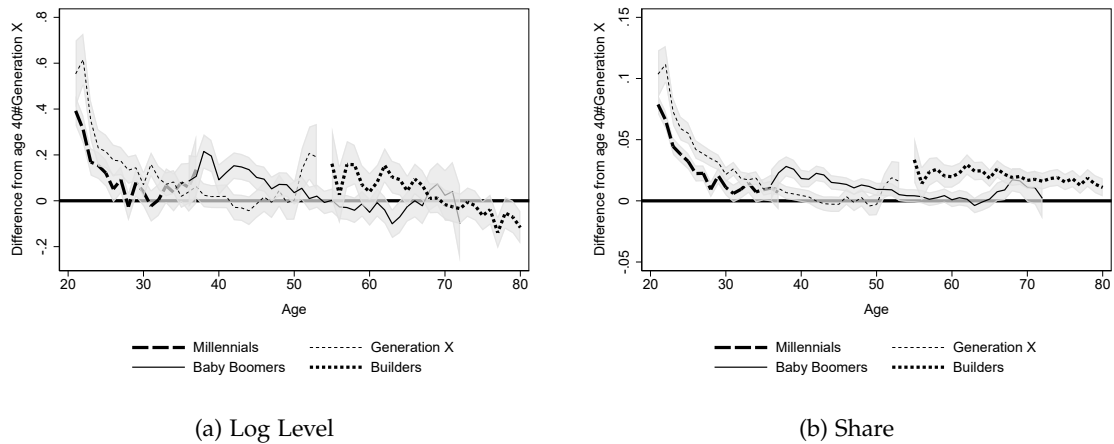 Difference from age 40#Generation X
.8
.6
.4
.2
0
-.2
20 30 40 50 60 70 80
Age
Millennials Generation X
Baby Boomers Builders
(a) Log Level
Difference from age 40#Generation X
.15
.1
.05
0
-.05
20 30 40 50 60 70 80
Age
Millennials Generation X
Baby Boomers Builders
(b) Share